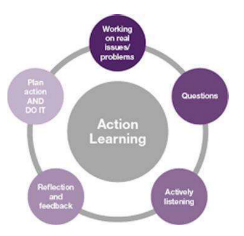 Working
on real
issues/
problems
Questions
Actively
listening
Reflection
and
feedback
Plan
action
AND
DO IT
Action
Learning